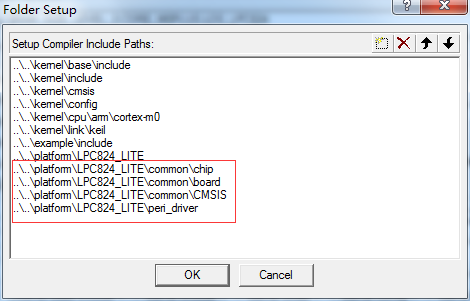 Folder Setup
Setup Compiler Include Paths:
..\..\kernel\base\include
..\..\kernel\include
..\..\kernel\cmsis
..\..\kernel\config
..\..\kernel\cpu\arm\cortex-m0
..\..\kernel\link\keil
..\..\example\include
..\..\platform\LPC824_LITE
..\..\platform\LPC824_LITE\common\chip
..\..\platform\LPC824_LITE\common\board
..\..\platform\LPC824_LITE\common\CMSIS
..\..\platform\LPC824_LITE\peri_driver
OK
Cancel